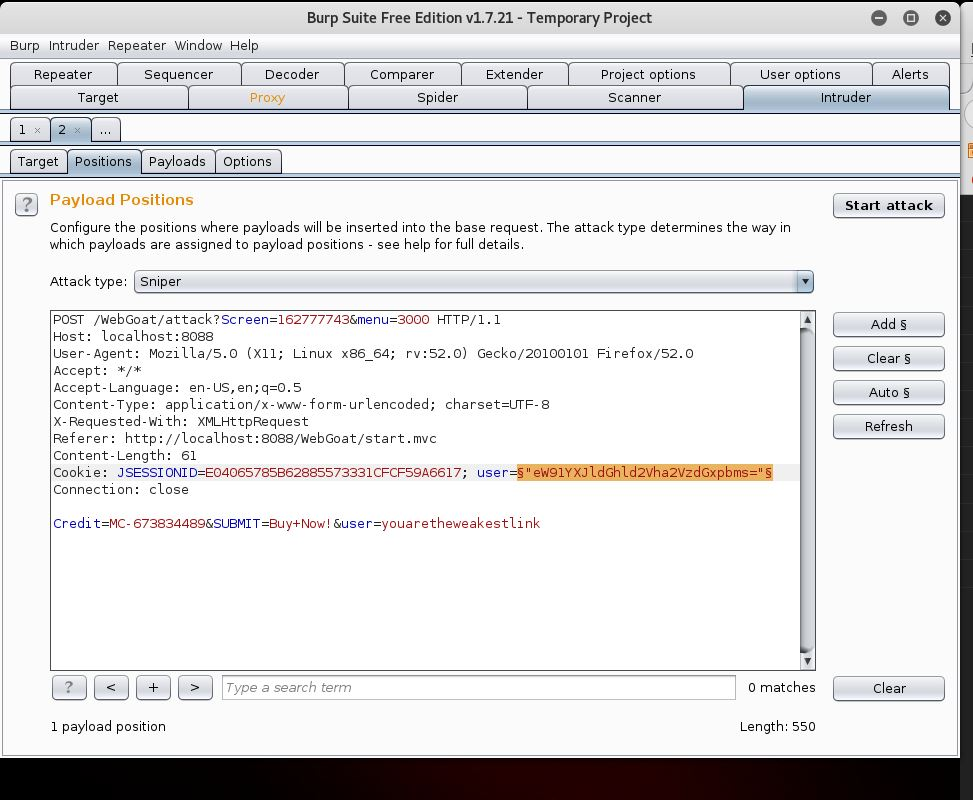 Burp Suite Free Edition v1.7.21 - Temporary Project
Burp Intruder Repeater Window Help
Repeater Sequencer Decoder Comparer Extender Project options User options Alerts
Target Proxy Spider Scanner Intruder
1 × 2 × ...
Target Positions Payloads Options
? Payload Positions
Start attack
Configure the positions where payloads will be inserted into the base request. The attack type determines the way in
which payloads are assigned to payload positions - see help for full details.
Attack type: Sniper
POST /WebGoat/attack?Screen=162777743&menu=3000 HTTP/1.1
Host: localhost:8088
User-Agent: Mozilla/5.0 (X11; Linux x86_64; rv:52.0) Gecko/20100101 Firefox/52.0
Accept: */*
Accept-Language: en-US,en;q=0.5
Content-Type: application/x-www-form-urlencoded; charset=UTF-8
X-Requested-With: XMLHttpRequest
Referer: http://localhost:8088/WebGoat/start.mvc
Content-Length: 61
Cookie: JSESSIONID=E04065785B62885573331CFCF59A6617; user=§"eW91YXJldGhld2Vha2VzdGxpbms="§
Connection: close
Credit=MC-673834489&SUBMIT=Buy+Now!&user=youaretheweakestlink
Add §
Clear §
Auto §
Refresh
? < + > Type a search term 0 matches Clear
1 payload position Length: 550